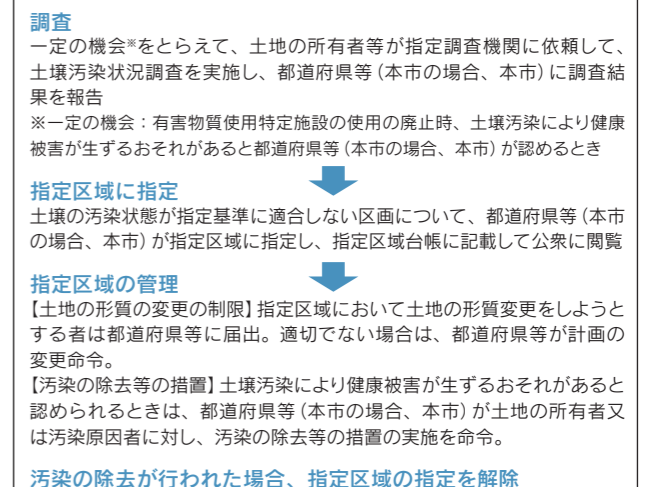 調査
一定の機会※をとらえて、土地の所有者等が指定調査機関に依頼して、
土壌汚染状況調査を実施し、都道府県等(本市の場合、本市)に調査結
果を報告
※一定の機会：有害物質使用特定施設の使用の廃止時、土壌汚染により健康
被害が生ずるおそれがあると都道府県等(本市の場合、本市)が認めるとき
指定区域に指定
土壌の汚染状態が指定基準に適合しない区画について、都道府県等(本市
の場合、本市)が指定区域に指定し、指定区域台帳に記載して公衆に閲覧
指定区域の管理
【土地の形質の変更の制限】指定区域において土地の形質変更をしようと
する者は都道府県等に届出。適切でない場合は、都道府県等が計画の
変更命令。
【汚染の除去等の措置】土壌汚染により健康被害が生ずるおそれがあると
認められるときは、都道府県等(本市の場合、本市)が土地の所有者又
は汚染原因者に対し、汚染の除去等の措置の実施を命令。
汚染の除去が行われた場合、指定区域の指定を解除